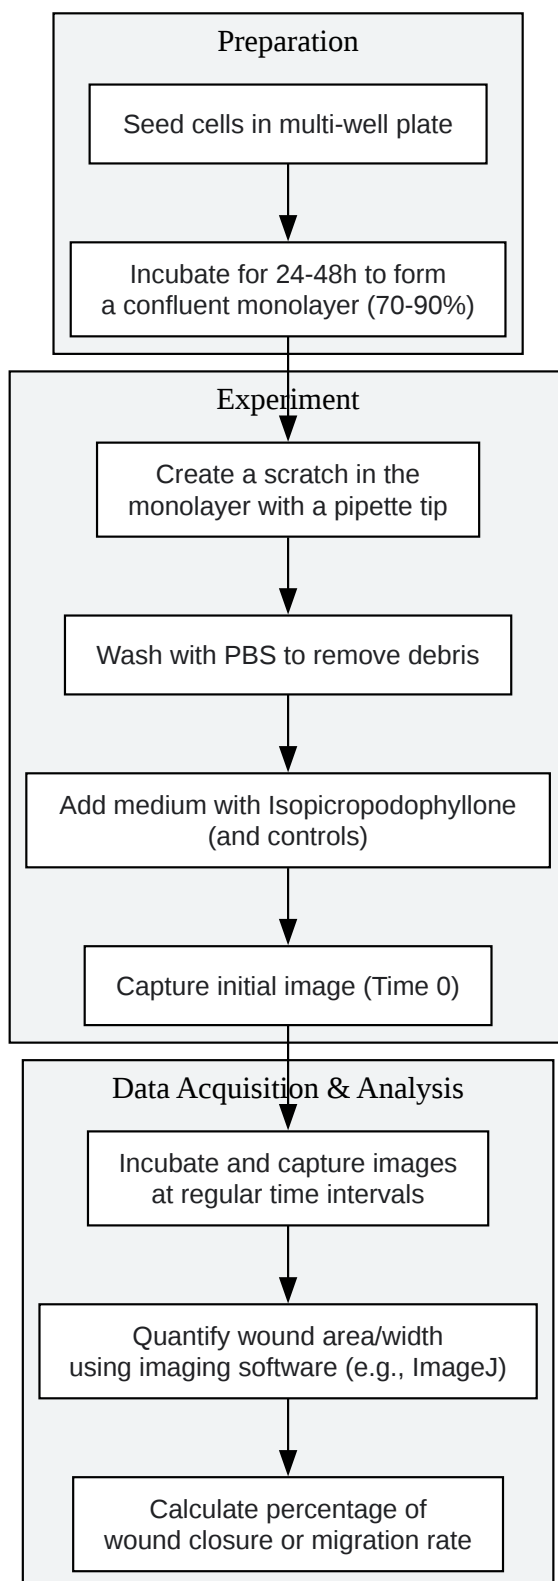 Preparation
Seed cells in multi-well plate
Incubate for 24-48h to form
a confluent monolayer (70-90%)
Experiment
Create a scratch in the
monolayer with a pipette tip
Wash with PBS to remove debris
Add medium with Isopicropodophyllone
(and controls)
Capture initial image (Time 0)
Data Acquisition & Analysis
Incubate and capture images
at regular time intervals
Quantify wound area/width
using imaging software (e.g., ImageJ)
Calculate percentage of
wound closure or migration rate